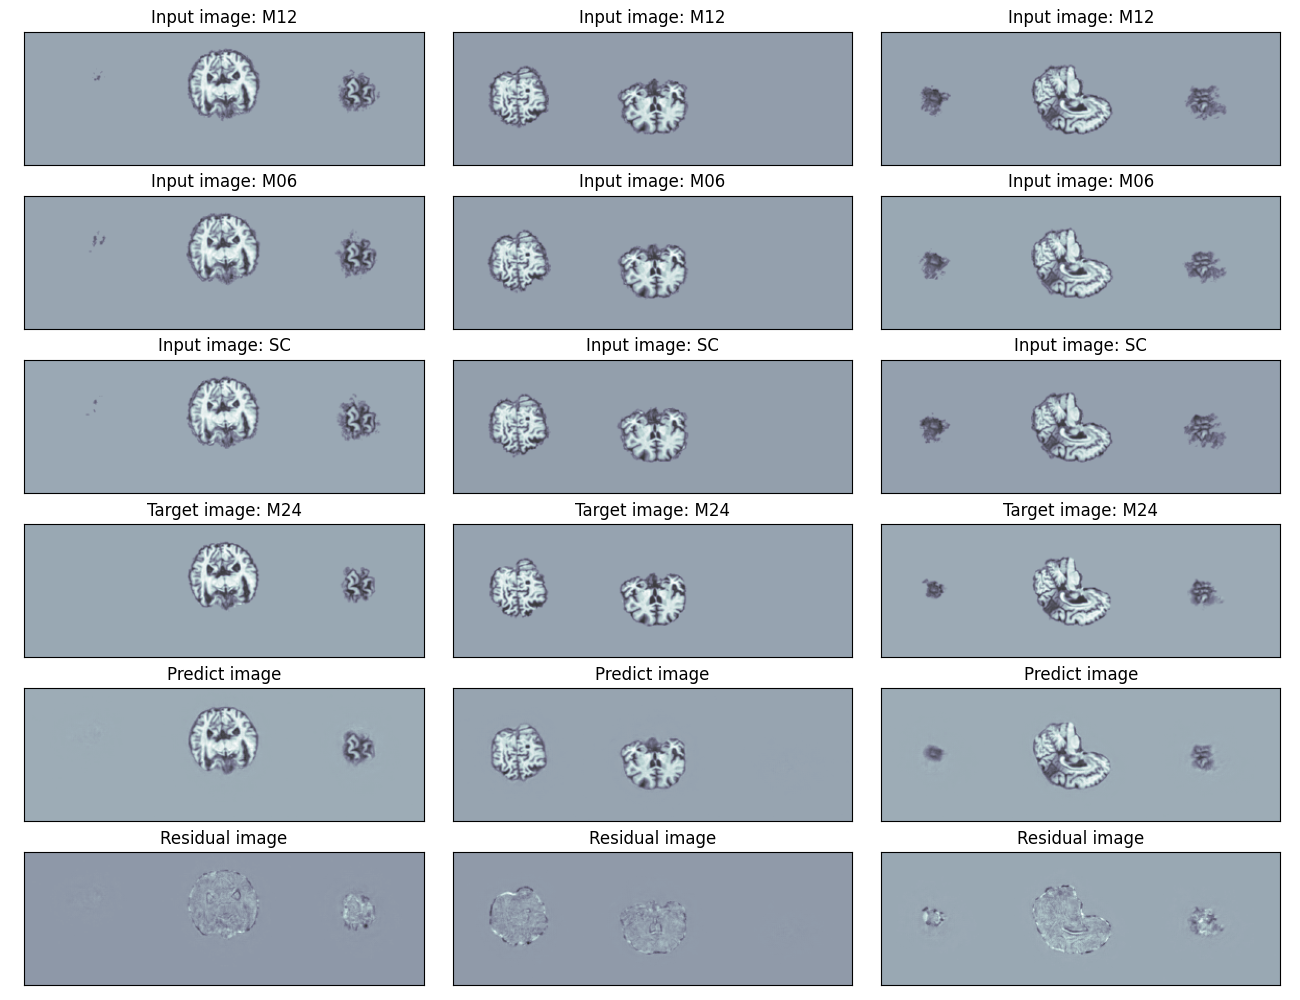 Input image: M12 Input image: M12 Input image: M12
Input image: M06 Input image: M06 Input image: M06
Input image: SC Input image: SC Input image: SC
Target image: M24 Target image: M24 Target image: M24
Predict image Predict image Predict image
Residual image Residual image Residual image